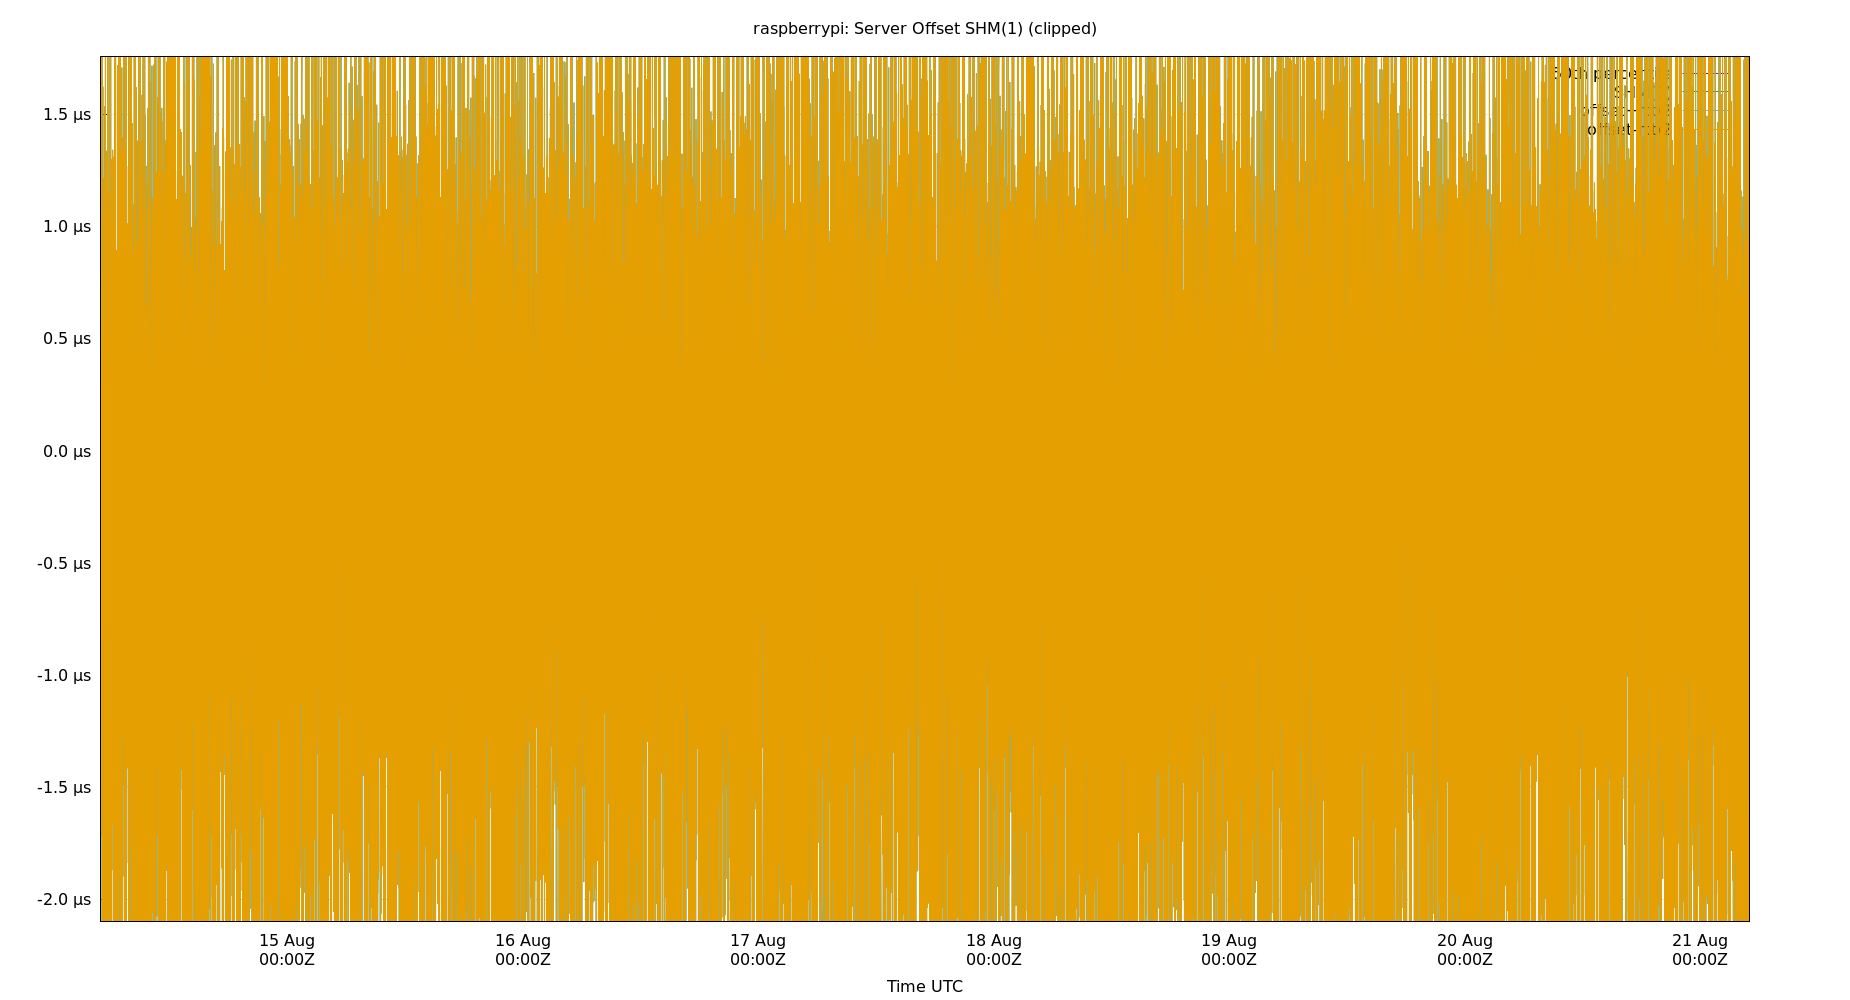 raspberrypi: Server Offset SHM(1) (clipped)
1.5 µs
1.0 µs
0.5 µs
0.0 µs
-0.5 µs
-1.0 µs
-1.5 µs
-2.0 µs
15 Aug
00:00Z
16 Aug
00:00Z
17 Aug
00:00Z
18 Aug
00:00Z
19 Aug
00:00Z
20 Aug
00:00Z
21 Aug
00:00Z
Time UTC